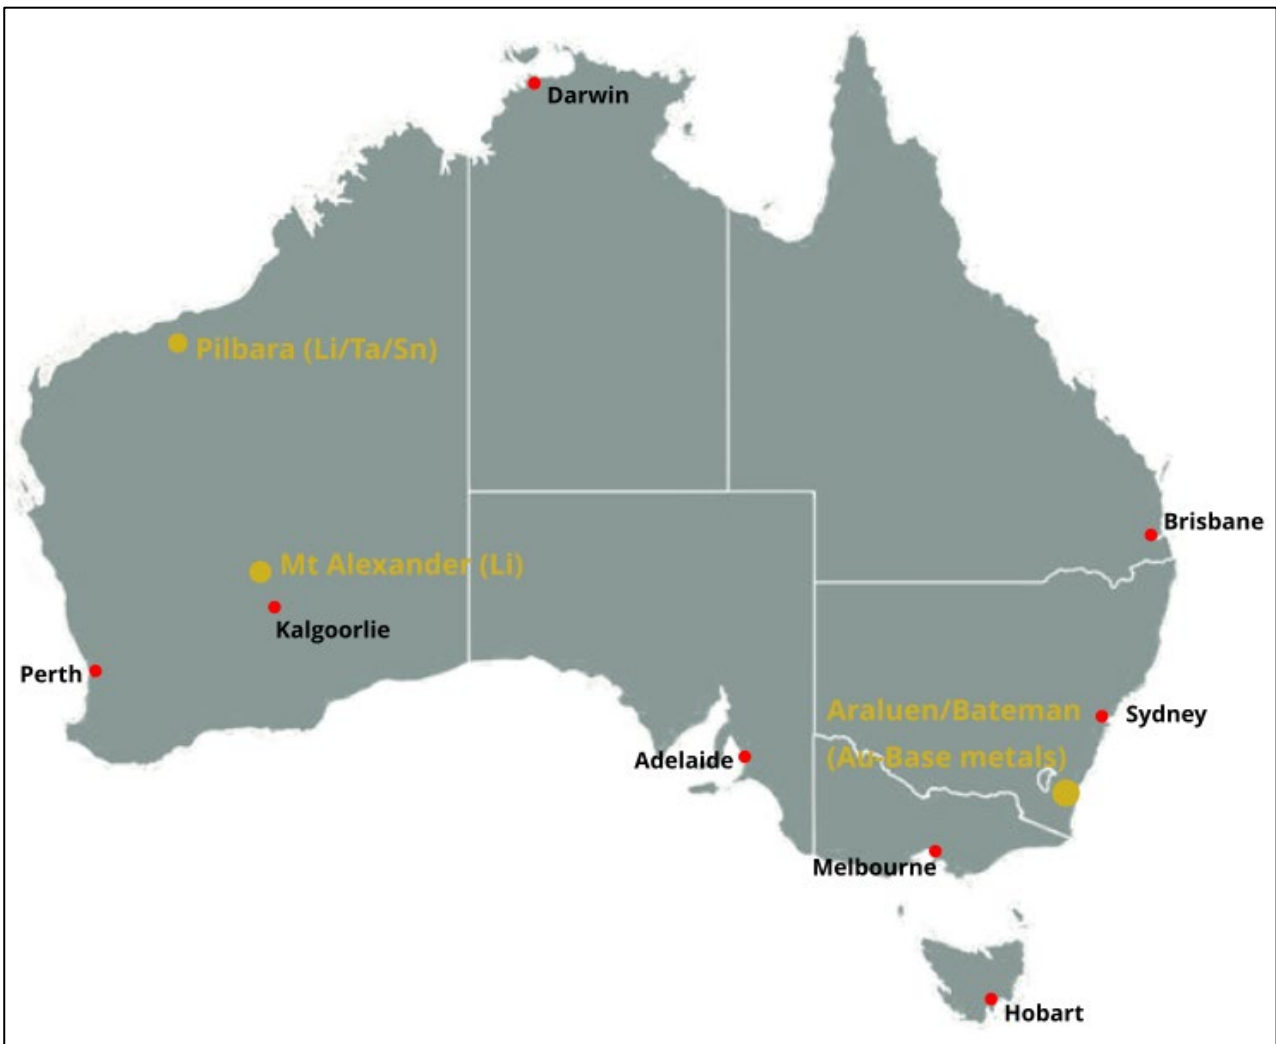 Darwin
Pilbara (Li/Ta/Sn)
Brisbane
Mt Alexander (Li)
Kalgoorlie
Perth
Araluen/Bateman
(Au-Base metals)
Sydney
Adelaide
Melbourne
Hobart